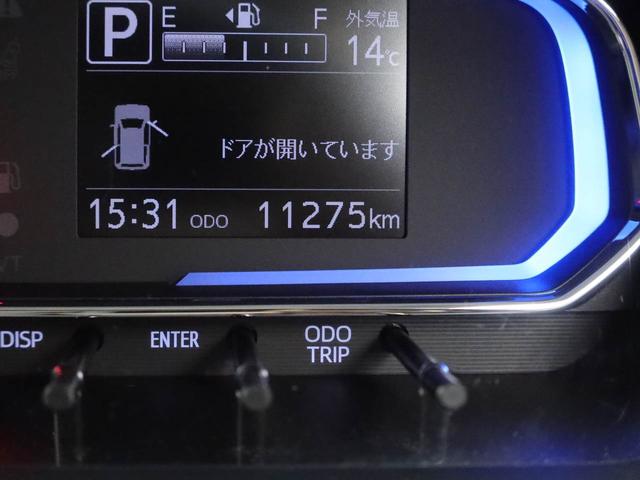 P E F 外気温
14℃
ドアが開いています
15:31 ODO 11275km
DISP ENTER ODO
TRIP